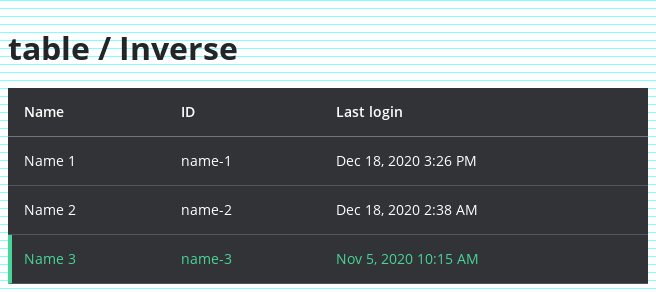 table / Inverse
Name ID Last login
Name 1 name-1 Dec 18, 2020 3:26 PM
Name 2 name-2 Dec 18, 2020 2:38 AM
Name 3 name-3 Nov 5, 2020 10:15 AM